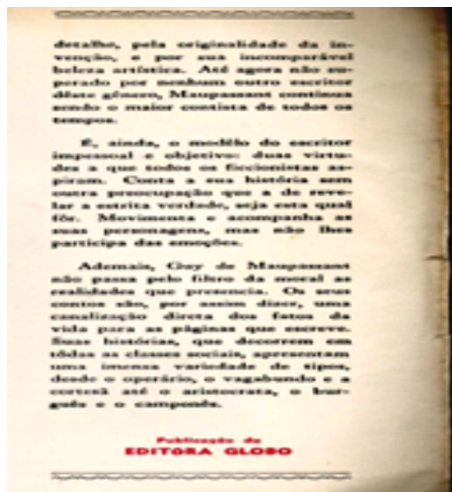 detalhe, pela originalidade da in-
venção, e por sua incomparável
beleza artística. Até agora não su-
perado por nenhum outro escritor
dêste gênero, Maupassant continua
sendo o maior contista de todos os
tempos.
É, ainda, o modêlo do escritor
impessoal e objetivo: duas virtu-
des a que todos os ficcionistas as-
piram. Conta a sua história sem
outra preocupação que a de reve-
lar a estrita verdade, seja esta qual
fôr. Movimenta e acompanha as
suas personagens, mas não lhes
participa das emoções.
Ademais, Guy de Maupassant
não passa pelo filtro da moral as
realidades que presencia. Os seus
contos são, por assim dizer, uma
canalização direta dos fatos da
vida para as páginas que escreve.
Suas histórias, que decorrem em
tôdas as classes sociais, apresentam
uma imensa variedade de tipos,
desde o operário, o vagabundo e a
cortesã até o aristocrata, o bur-
guês e o camponês.
Publicação da
EDITORA GLOBO